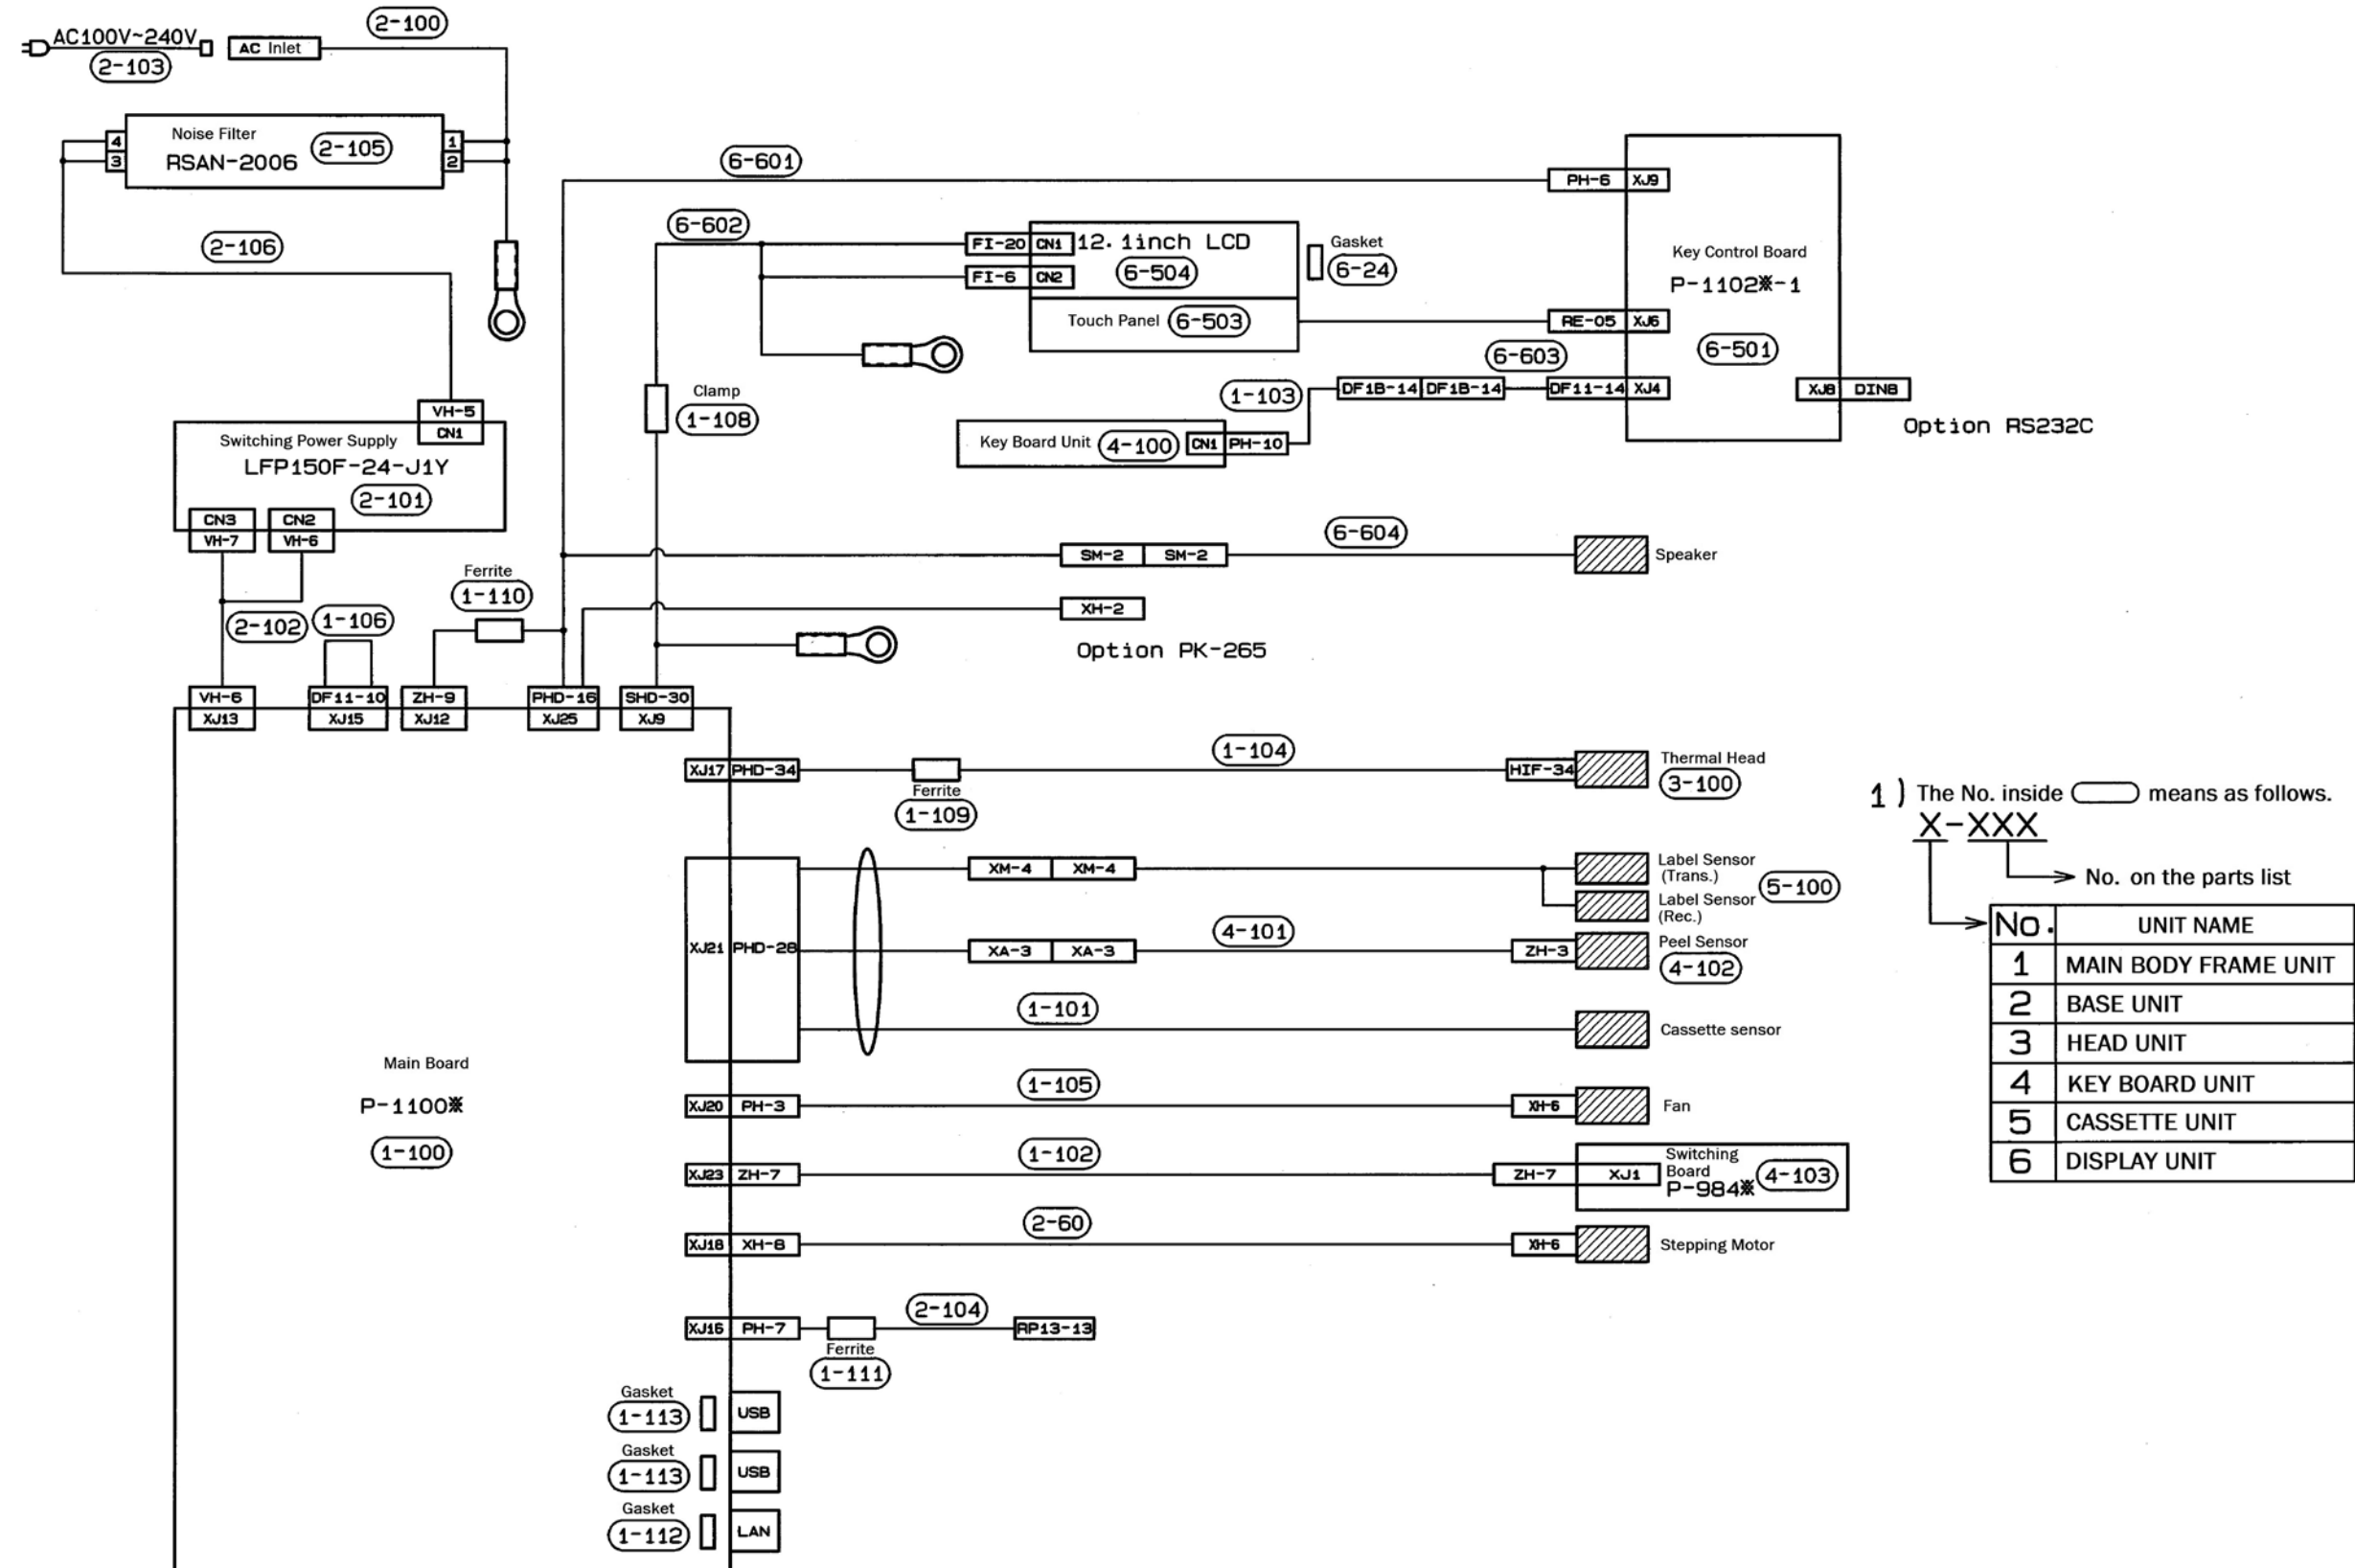 2-100
AC100V~240V
AC Inlet
2-103
Noise Filter
RSAN-2006
2-105
4
3
1
2
2-106
6-601
PH-6 XJ9
6-602
FI-20 CN1 12.1inch LCD
FI-6 CN2
6-504
Gasket
6-24
Touch Panel 6-503
Key Control Board
P-1102※-1
6-501
RE-05 XJ6
6-603
1-103
DF1B-14 DF1B-14 DF11-14 XJ4
XJ8 DIN8
Option RS232C
Key Board Unit 4-100 CN1 PH-10
Clamp
1-108
VH-5
CN1
Switching Power Supply
LFP150F-24-J1Y
2-101
CN3 CN2
VH-7 VH-6
6-604
SM-2 SM-2
Speaker
Ferrite
1-110
XH-2
Option PK-265
2-102
1-106
VH-6 DF11-10 ZH-9 PHD-16 SHD-30
XJ13 XJ15 XJ12 XJ25 XJ9
XJ17 PHD-34
Ferrite
1-109
1-104
HIF-34
Thermal Head
3-100
XJ21 PHD-28
XM-4 XM-4
Label Sensor
(Trans.)
Label Sensor
(Rec.)
5-100
XA-3 XA-3
4-101
ZH-3
Peel Sensor
4-102
1-101
Cassette sensor
Main Board
P-1100※
1-100
XJ20 PH-3
1-105
XH-6
Fan
XJ23 ZH-7
1-102
ZH-7 XJ1
Switching
Board
P-984※
4-103
XJ18 XH-8
2-60
XH-6
Stepping Motor
XJ16 PH-7
Ferrite
1-111
2-104
RP13-13
Gasket
1-113
USB
Gasket
1-113
USB
Gasket
1-112
LAN
1) The No. inside means as follows.
X-XXX
No. on the parts list
No. UNIT NAME
1 MAIN BODY FRAME UNIT
2 BASE UNIT
3 HEAD UNIT
4 KEY BOARD UNIT
5 CASSETTE UNIT
6 DISPLAY UNIT